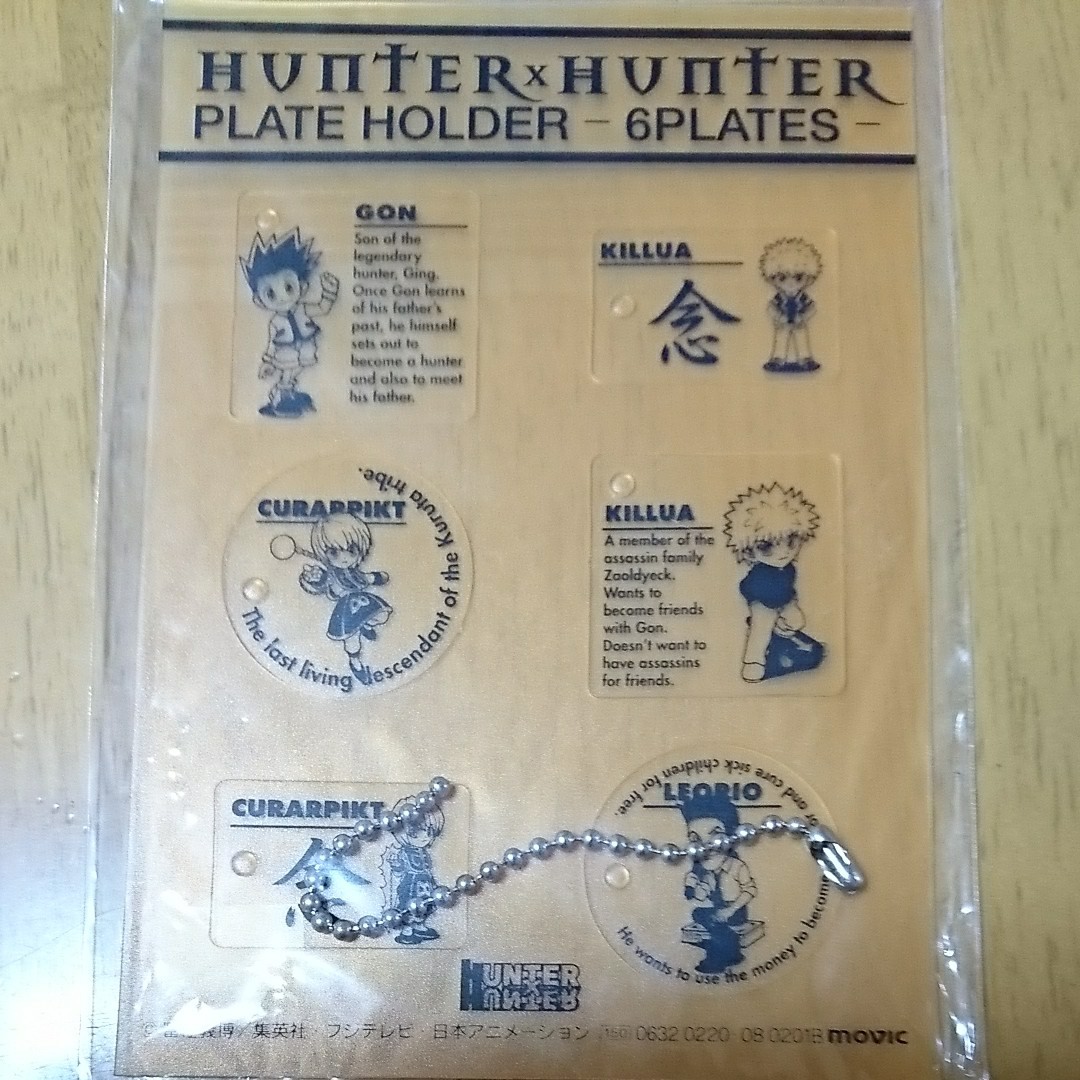 HUNTER X HUNTER
PLATE HOLDER – 6PLATES –
GON
Son of the
legendary
hunter, Ging.
Once Gon learns
of his father's
past, he himself
sets out to
become a hunter
and also to meet
his father.
KILLUA
念
CURARPIKT
The last living descendant of the Kuruta tribe.
KILLUA
A member of the
assassin family
Zaoldyeck.
Wants to
become friends
with Gon.
Doesn't want to
have assassins
for friends.
CURARPIKT
LEORIO
He wants to use the money to become
and cure sick children for free.
HUNTER
HUNTER
義博/集英社・フジテレビ・日本アニメーション 0632 0220 08 0201B movic